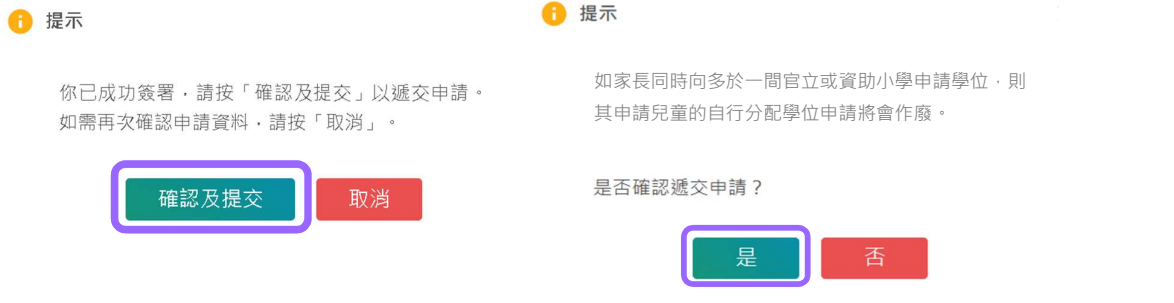 提示
你已成功簽署，請按「確認及提交」以遞交申請。
如需再次確認申請資料，請按「取消」。
確認及提交
取消
提示
如家長同時向多於一間官立或資助小學申請學位，則
其申請兒童的自行分配學位申請將會作廢。
是否確認遞交申請？
是
否